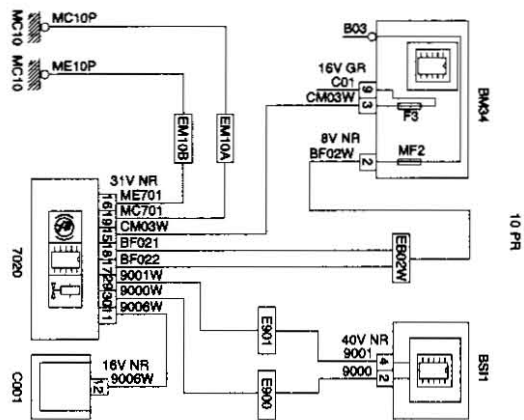 MC10
MC10P
MC10
ME10P
B03
16V GR
C01
CM03W
9
3
F3
BM34
8V NR
BF02W
2
MF2
EM10B
EM10A
31V NR
ME701
MC701
CM03W
BF021
BF022
9001W
9000W
9006W
7020
EB02W
10 PR
E901
E900
40V NR
9001
9000
4
2
BSI1
C001
16V NR
9006W
12